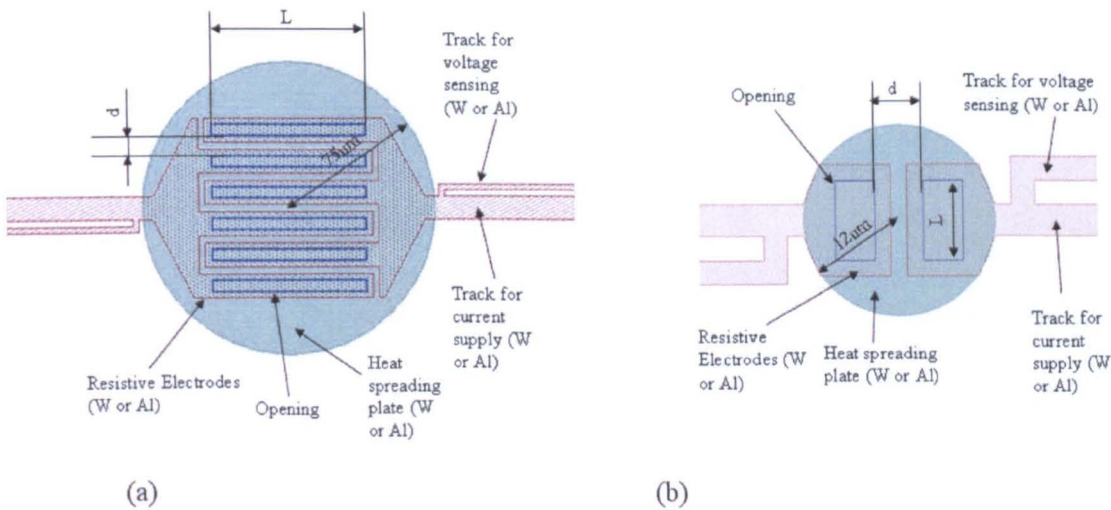 L
Track for
voltage
sensing
(W or Al)
d
75um
Track for
current
supply (W
or Al)
Heat
spreading
plate (W
or Al)
Resistive Electrodes
(W or Al)
Opening
(a)
Track for voltage
sensing (W or Al)
d
Opening
12um
L
Resistive
Electrodes (W
or Al)
Heat spreading
plate (W or Al)
Track for
current
supply (W
or Al)
(b)